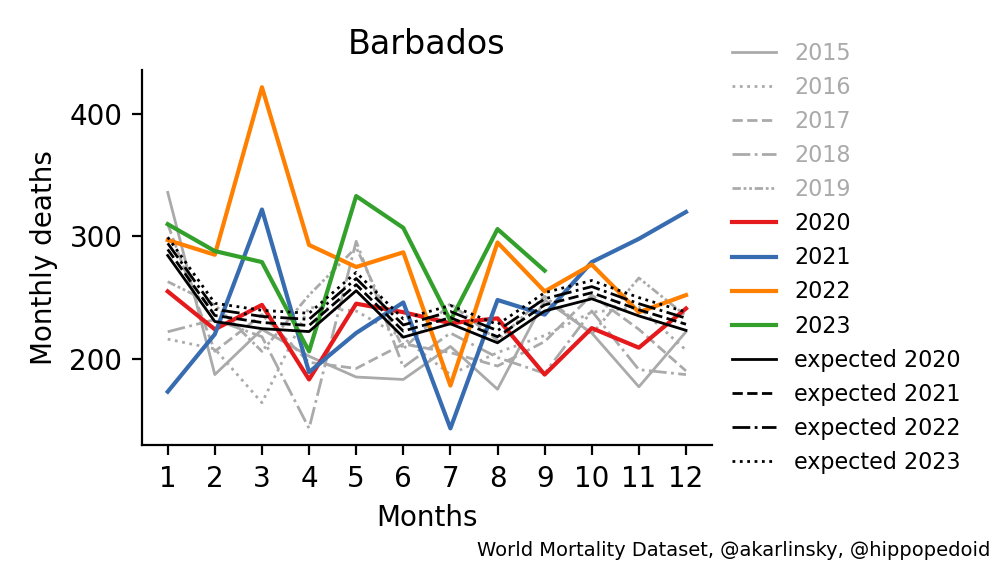 Barbados
Monthly deaths
400
300
200
1 2 3 4 5 6 7 8 9 10 11 12
Months
2015
2016
2017
2018
2019
2020
2021
2022
2023
expected 2020
expected 2021
expected 2022
expected 2023
World Mortality Dataset, @akarlinsky, @hippopedoid